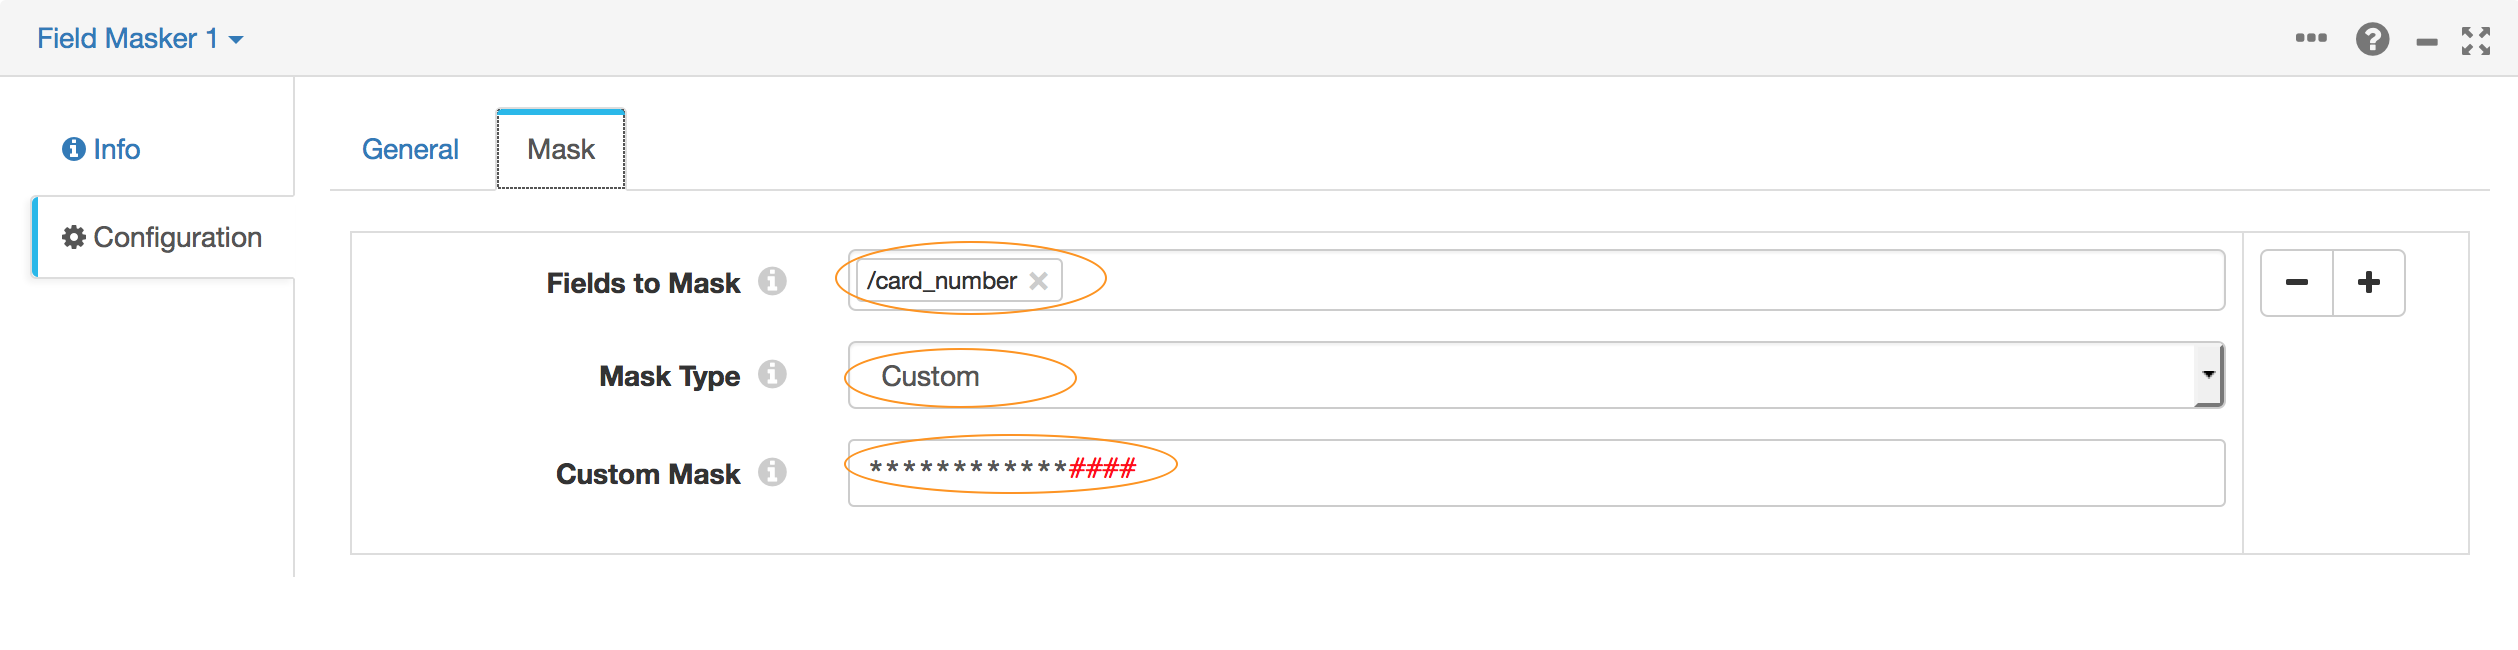 Field Masker 1
Info
Configuration
General
Mask
Fields to Mask
/card_number
Mask Type
Custom
Custom Mask
************####